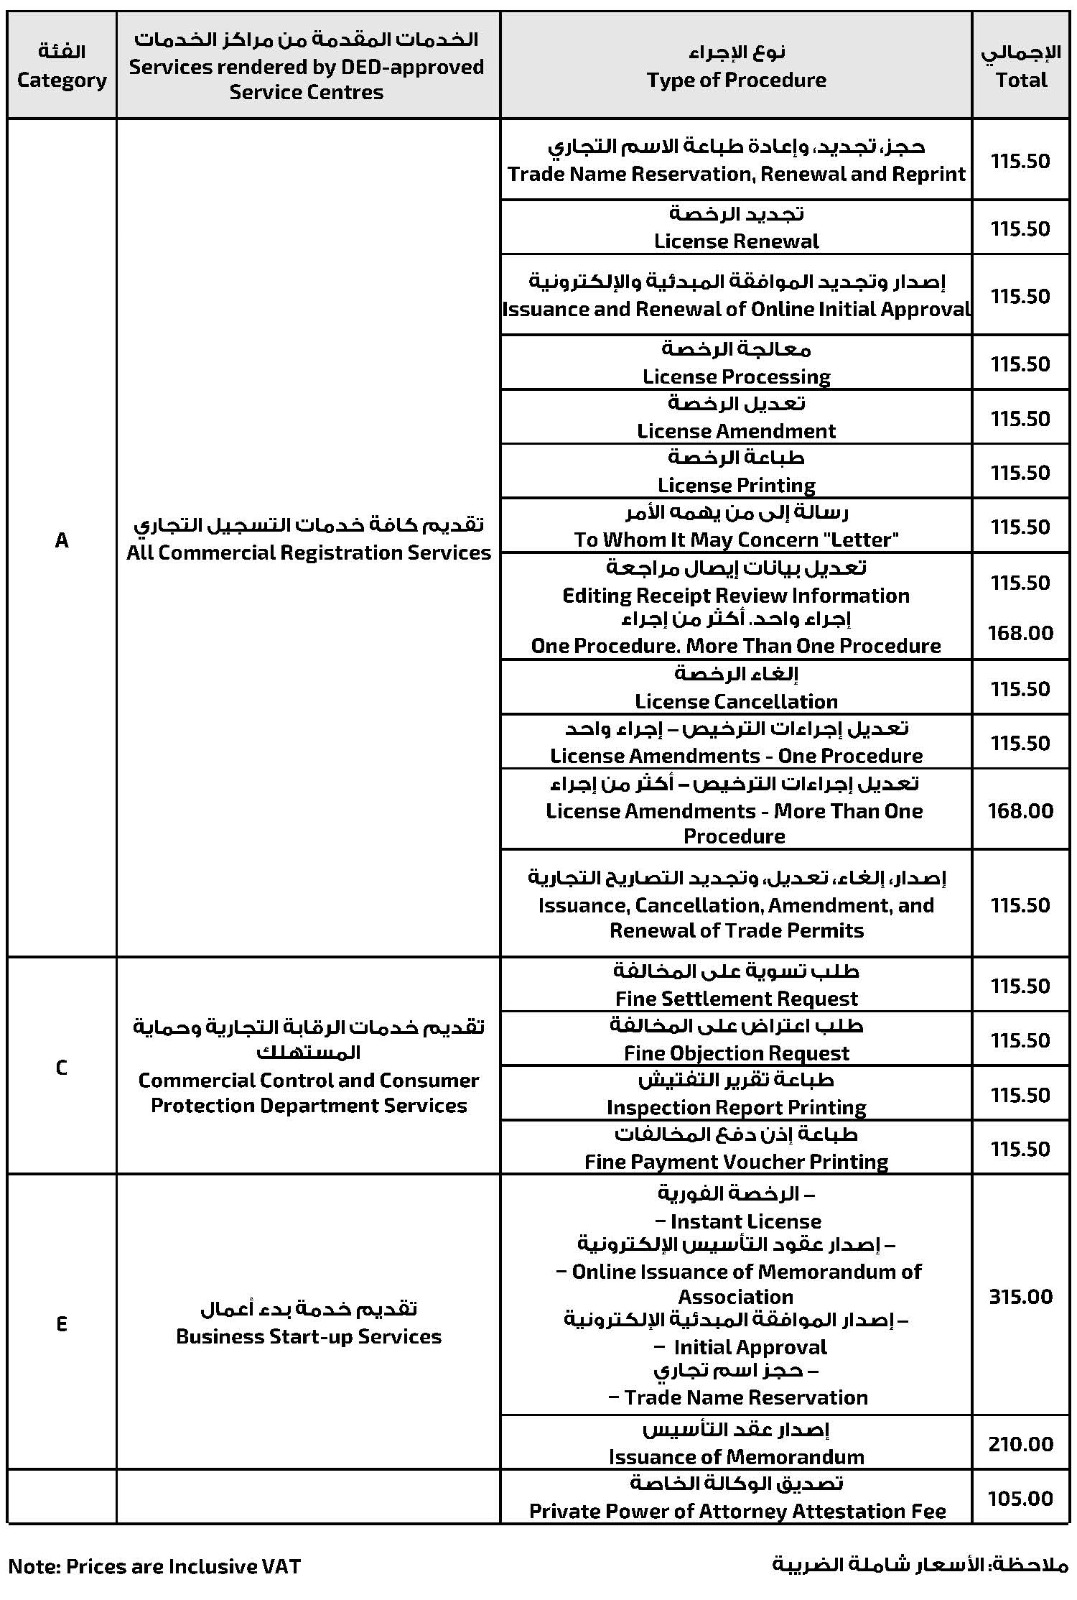 الفئة
Category
الخدمات المقدمة من مراكز الخدمات
Services rendered by DED-approved
Service Centres
نوع الإجراء
Type of Procedure
الإجمالي
Total
A
تقديم كافة خدمات التسجيل التجاري
All Commercial Registration Services
حجز، تجديد، وإعادة طباعة الاسم التجاري
Trade Name Reservation, Renewal and Reprint
115.50
تجديد الرخصة
License Renewal
115.50
إصدار وتجديد الموافقة المبدئية والإلكترونية
Issuance and Renewal of Online Initial Approval
115.50
معالجة الرخصة
License Processing
115.50
تعديل الرخصة
License Amendment
115.50
طباعة الرخصة
License Printing
115.50
رسالة إلى من يهمه الأمر
To Whom It May Concern "Letter"
115.50
تعديل بيانات إيصال مراجعة
Editing Receipt Review Information
115.50
إجراء واحد. أكثر من إجراء
One Procedure. More Than One Procedure
168.00
إلغاء الرخصة
License Cancellation
115.50
تعديل إجراءات الترخيص – إجراء واحد
License Amendments - One Procedure
115.50
تعديل إجراءات الترخيص – أكثر من إجراء
License Amendments - More Than One
Procedure
168.00
إصدار، إلغاء، تعديل، وتجديد التصاريح التجارية
Issuance, Cancellation, Amendment, and
Renewal of Trade Permits
115.50
C
تقديم خدمات الرقابة التجارية وحماية
المستهلك
Commercial Control and Consumer
Protection Department Services
طلب تسوية على المخالفة
Fine Settlement Request
115.50
طلب اعتراض على المخالفة
Fine Objection Request
115.50
طباعة تقرير التفتيش
Inspection Report Printing
115.50
طباعة إذن دفع المخالفات
Fine Payment Voucher Printing
115.50
E
تقديم خدمة بدء أعمال
Business Start-up Services
– الرخصة الفورية
– Instant License
– إصدار عقود التأسيس الإلكترونية
– Online Issuance of Memorandum of
Association
– إصدار الموافقة المبدئية الإلكترونية
– Initial Approval
– حجز اسم تجاري
– Trade Name Reservation
315.00
إصدار عقد التأسيس
Issuance of Memorandum
210.00
تصديق الوكالة الخاصة
Private Power of Attorney Attestation Fee
105.00
Note: Prices are Inclusive VAT
ملاحظة: الأسعار شاملة الضريبة